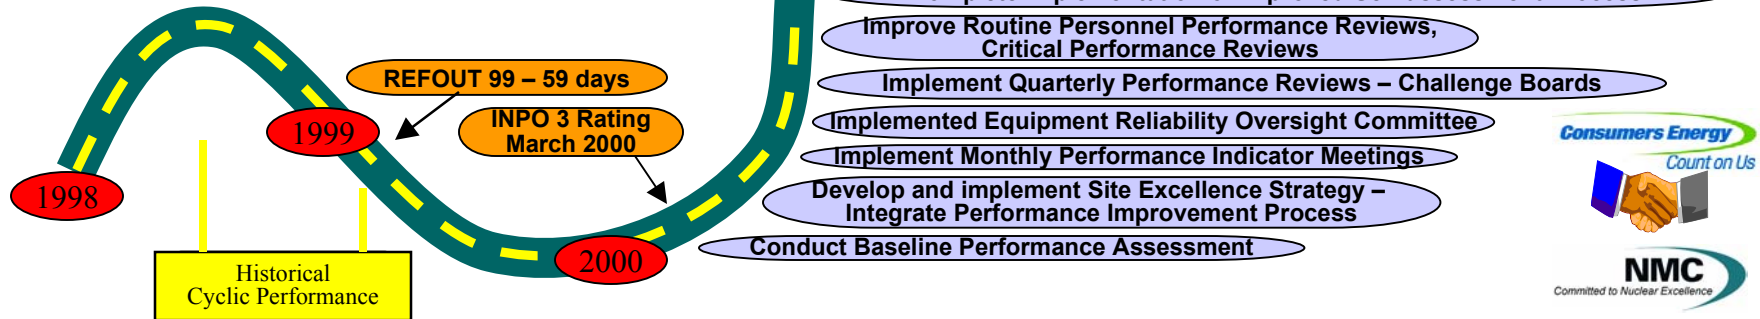 Improve Routine Personnel Performance Reviews,
Critical Performance Reviews
REFOUT 99 – 59 days
Implement Quarterly Performance Reviews – Challenge Boards
1999
INPO 3 Rating
March 2000
Implemented Equipment Reliability Oversight Committee
Consumers Energy
Count on Us
Implement Monthly Performance Indicator Meetings
1998
Develop and implement Site Excellence Strategy –
Integrate Performance Improvement Process
Conduct Baseline Performance Assessment
2000
Historical
Cyclic Performance
NMC
Committed to Nuclear Excellence